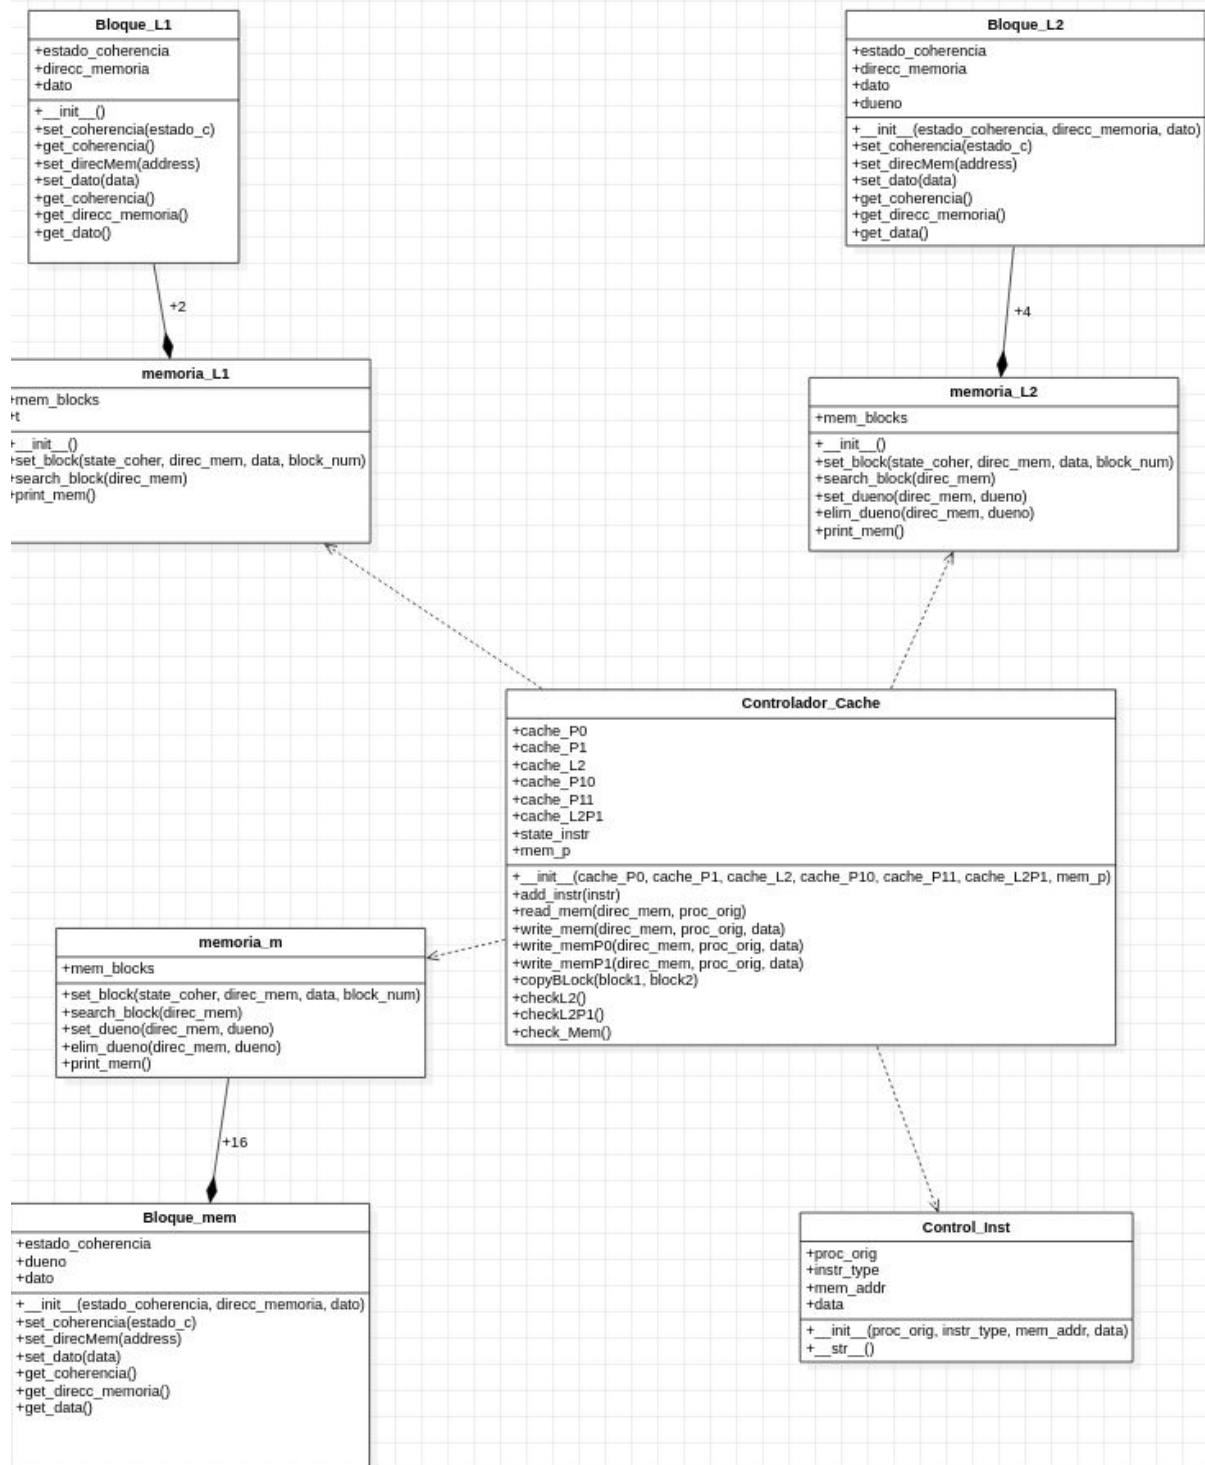 Bloque_L1
+estado_coherencia
+direcc_memoria
+dato
+__init__()
+set_coherencia(estado_c)
+get_coherencia()
+set_direcMem(address)
+set_dato(data)
+get_coherencia()
+get_direcc_memoria()
+get_dato()
+2
Bloque_L2
+estado_coherencia
+direcc_memoria
+dato
+dueno
+__init__(estado_coherencia, direcc_memoria, dato)
+set_coherencia(estado_c)
+set_direcMem(address)
+set_dato(data)
+get_coherencia()
+get_direcc_memoria()
+get_data()
+4
memoria_L1
+mem_blocks
+t
+__init__()
+set_block(state_coher, direc_mem, data, block_num)
+search_block(direc_mem)
+print_mem()
memoria_L2
+mem_blocks
+__init__()
+set_block(state_coher, direc_mem, data, block_num)
+search_block(direc_mem)
+set_dueno(direc_mem, dueno)
+elim_dueno(direc_mem, dueno)
+print_mem()
Controlador_Cache
+cache_P0
+cache_P1
+cache_L2
+cache_P10
+cache_P11
+cache_L2P1
+state_instr
+mem_p
+__init__(cache_P0, cache_P1, cache_L2, cache_P10, cache_P11, cache_L2P1, mem_p)
+add_instr(instr)
+read_mem(direc_mem, proc_orig)
+write_mem(direc_mem, proc_orig, data)
+write_memP0(direc_mem, proc_orig, data)
+write_memP1(direc_mem, proc_orig, data)
+copyBLock(block1, block2)
+checkL2()
+checkL2P1()
+check_Mem()
memoria_m
+mem_blocks
+set_block(state_coher, direc_mem, data, block_num)
+search_block(direc_mem)
+set_dueno(direc_mem, dueno)
+elim_dueno(direc_mem, dueno)
+print_mem()
+16
Bloque_mem
+estado_coherencia
+dueno
+dato
+__init__(estado_coherencia, direcc_memoria, dato)
+set_coherencia(estado_c)
+set_direcMem(address)
+set_dato(data)
+get_coherencia()
+get_direcc_memoria()
+get_data()
Control_Inst
+proc_orig
+instr_type
+mem_addr
+data
+__init__(proc_orig, instr_type, mem_addr, data)
+__str__()